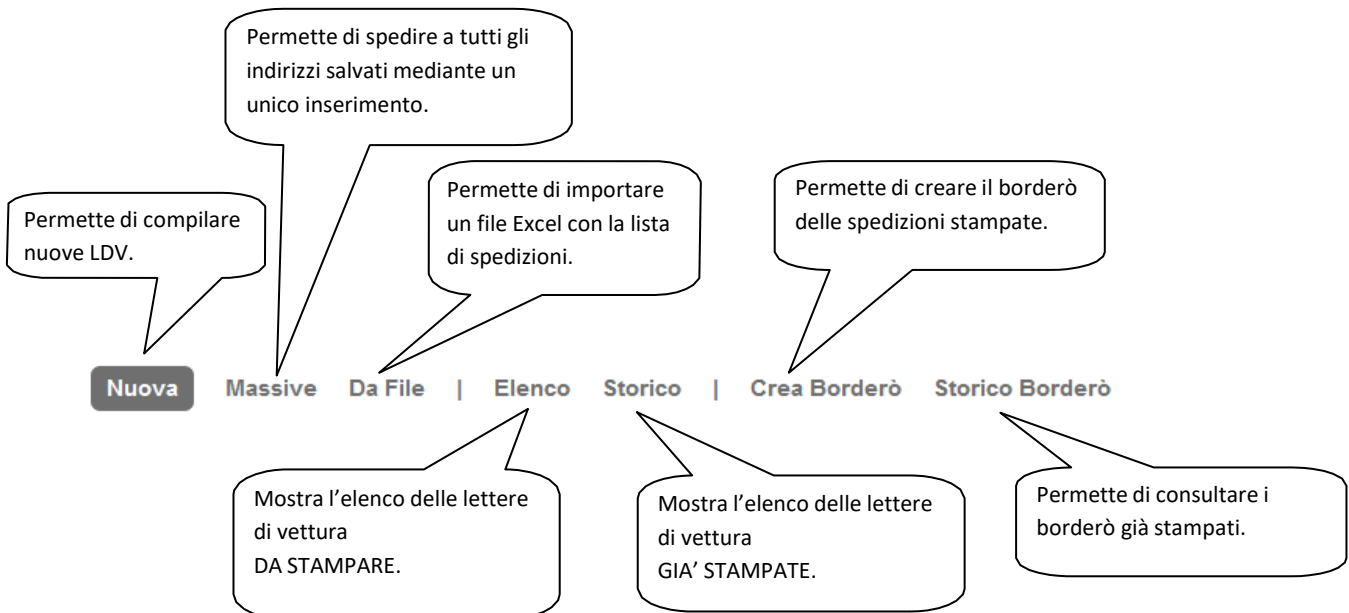 Permette di spedire a tutti gli
indirizzi salvati mediante un
unico inserimento.
Permette di compilare
nuove LDV.
Permette di importare
un file Excel con la lista
di spedizioni.
Permette di creare il borderò
delle spedizioni stampate.
Nuova Massive Da File | Elenco Storico | Crea Borderò Storico Borderò
Mostra l’elenco delle lettere
di vettura
DA STAMPARE.
Mostra l’elenco delle lettere
di vettura
GIA’ STAMPATE.
Permette di consultare i
borderò già stampati.